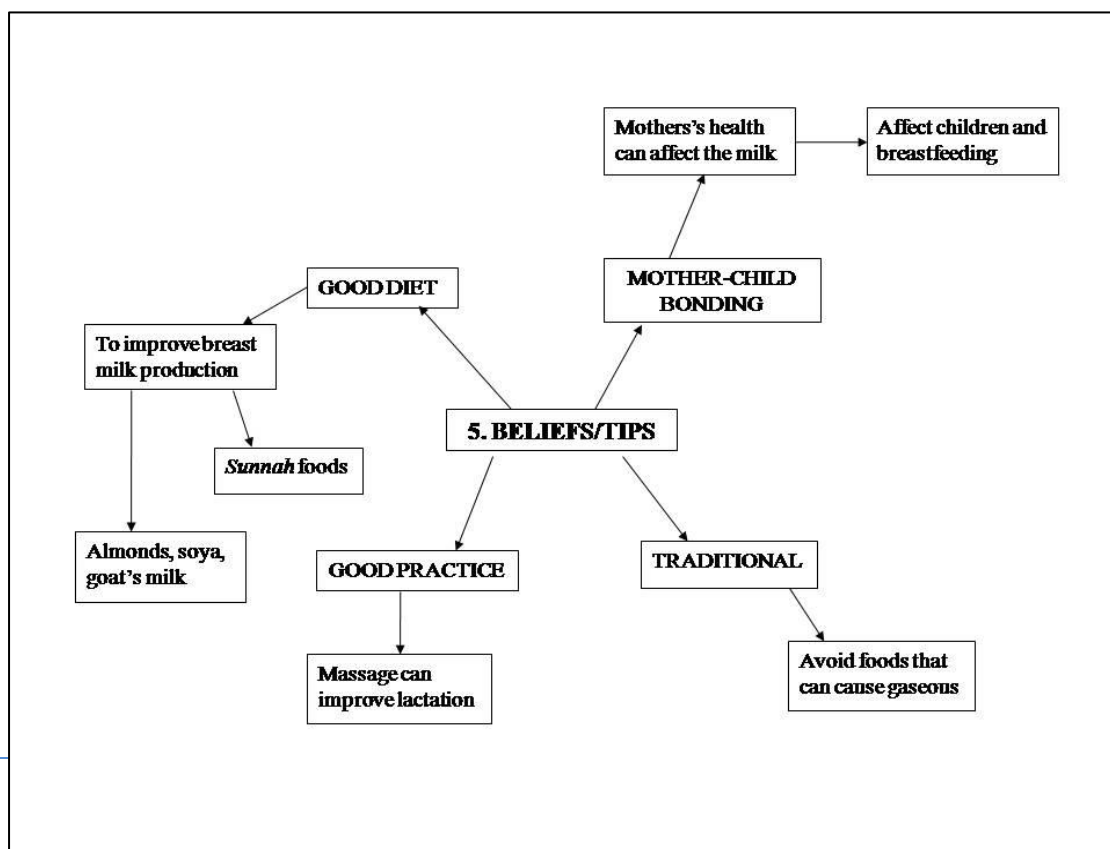 Mothers's health
can affect the milk
Affect children and
breastfeeding
MOTHER-CHILD
BONDING
GOOD DIET
To improve breast
milk production
5. BELIEFS/TIPS
Sunnah foods
Almonds, soya,
goat's milk
GOOD PRACTICE
TRADITIONAL
Massage can
improve lactation
Avoid foods that
can cause gaseous